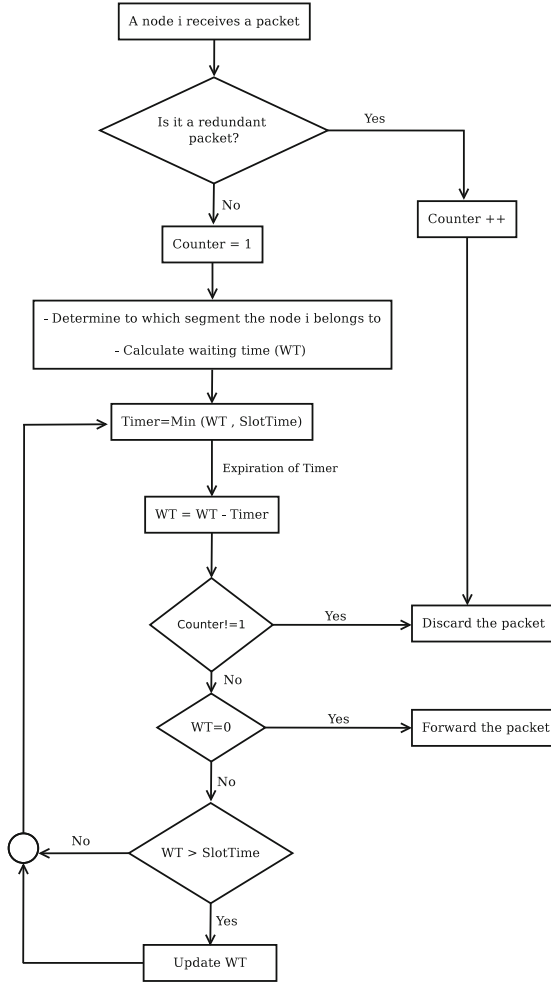 A node i receives a packet
Is it a redundant
packet?
Yes
No
Counter ++
Counter = 1
- Determine to which segment the node i belongs to
- Calculate waiting time (WT)
Timer=Min (WT , SlotTime)
Expiration of Timer
WT = WT - Timer
Counter!=1
Yes
Discard the packet
No
WT=0
Yes
Forward the packet
No
WT > SlotTime
No
Yes
Update WT